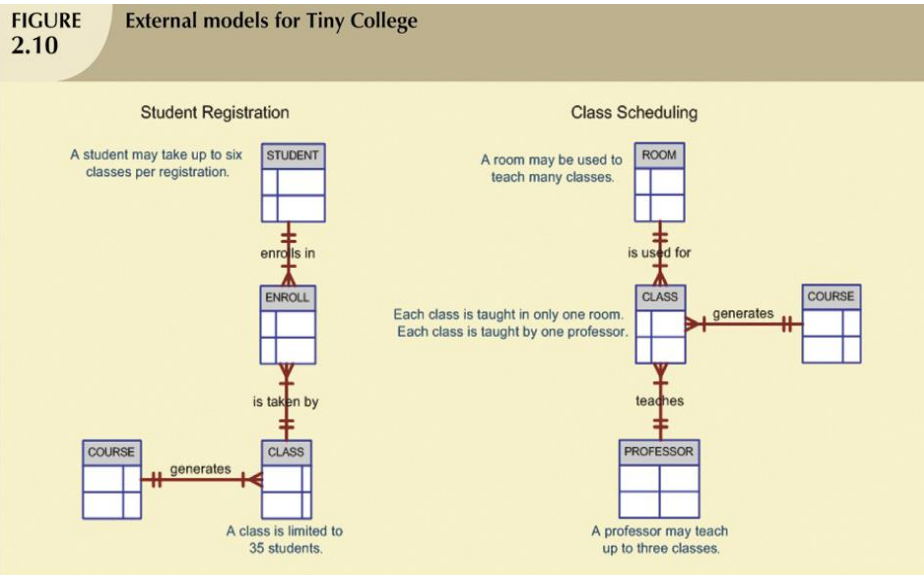 FIGURE
2.10
External models for Tiny College
Student Registration
A student may take up to six
classes per registration.
STUDENT
enrolls in
ENROLL
is taken by
COURSE
generates
CLASS
A class is limited to
35 students.
Class Scheduling
A room may be used to
teach many classes.
ROOM
is used for
Each class is taught in only one room.
Each class is taught by one professor.
CLASS
generates
COURSE
teaches
PROFESSOR
A professor may teach
up to three classes.